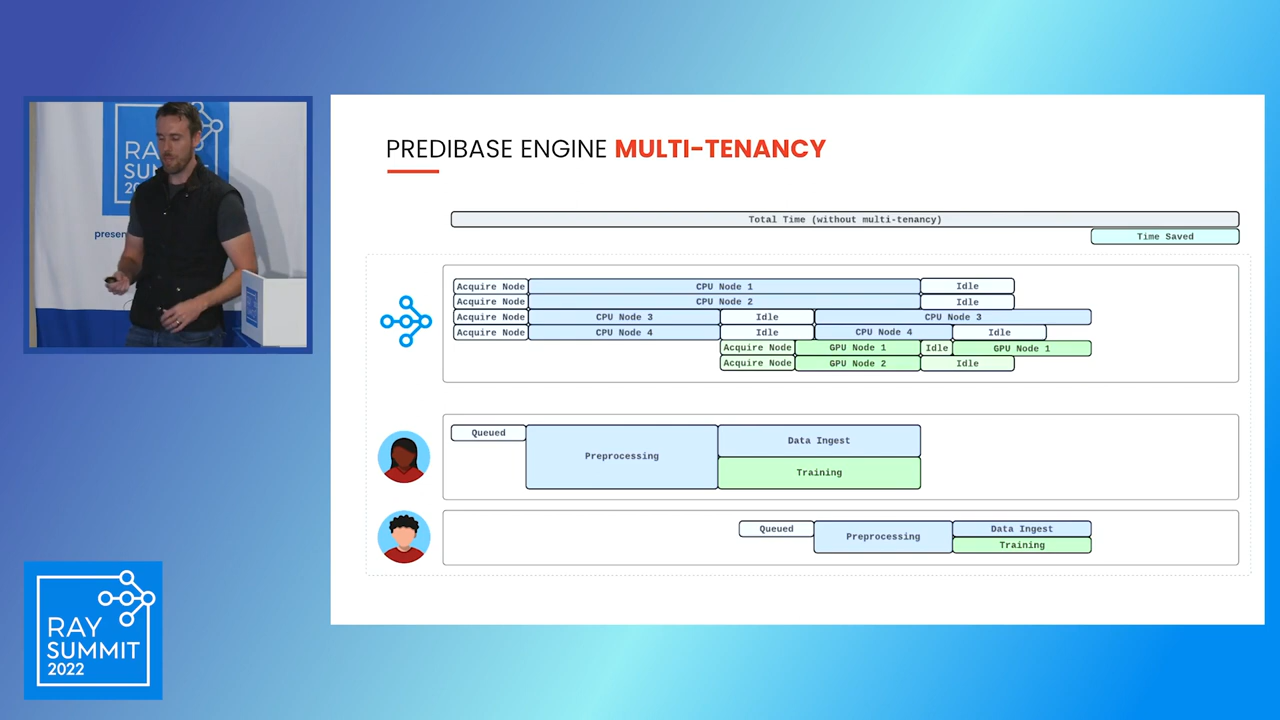 PREDIBASE ENGINE MULTI-TENANCY
Total Time (without multi-tenancy)
Time Saved
Acquire Node CPU Node 1 Idle
Acquire Node CPU Node 2 Idle
Acquire Node CPU Node 3 Idle CPU Node 3
Acquire Node CPU Node 4 Idle CPU Node 4 Idle
Acquire Node GPU Node 1 Idle GPU Node 1
Acquire Node GPU Node 2 Idle
Queued
Preprocessing
Data Ingest
Training
Queued
Preprocessing
Data Ingest
Training
RAY
SUMMIT
2022
presen
RAY
SUMMIT
2022